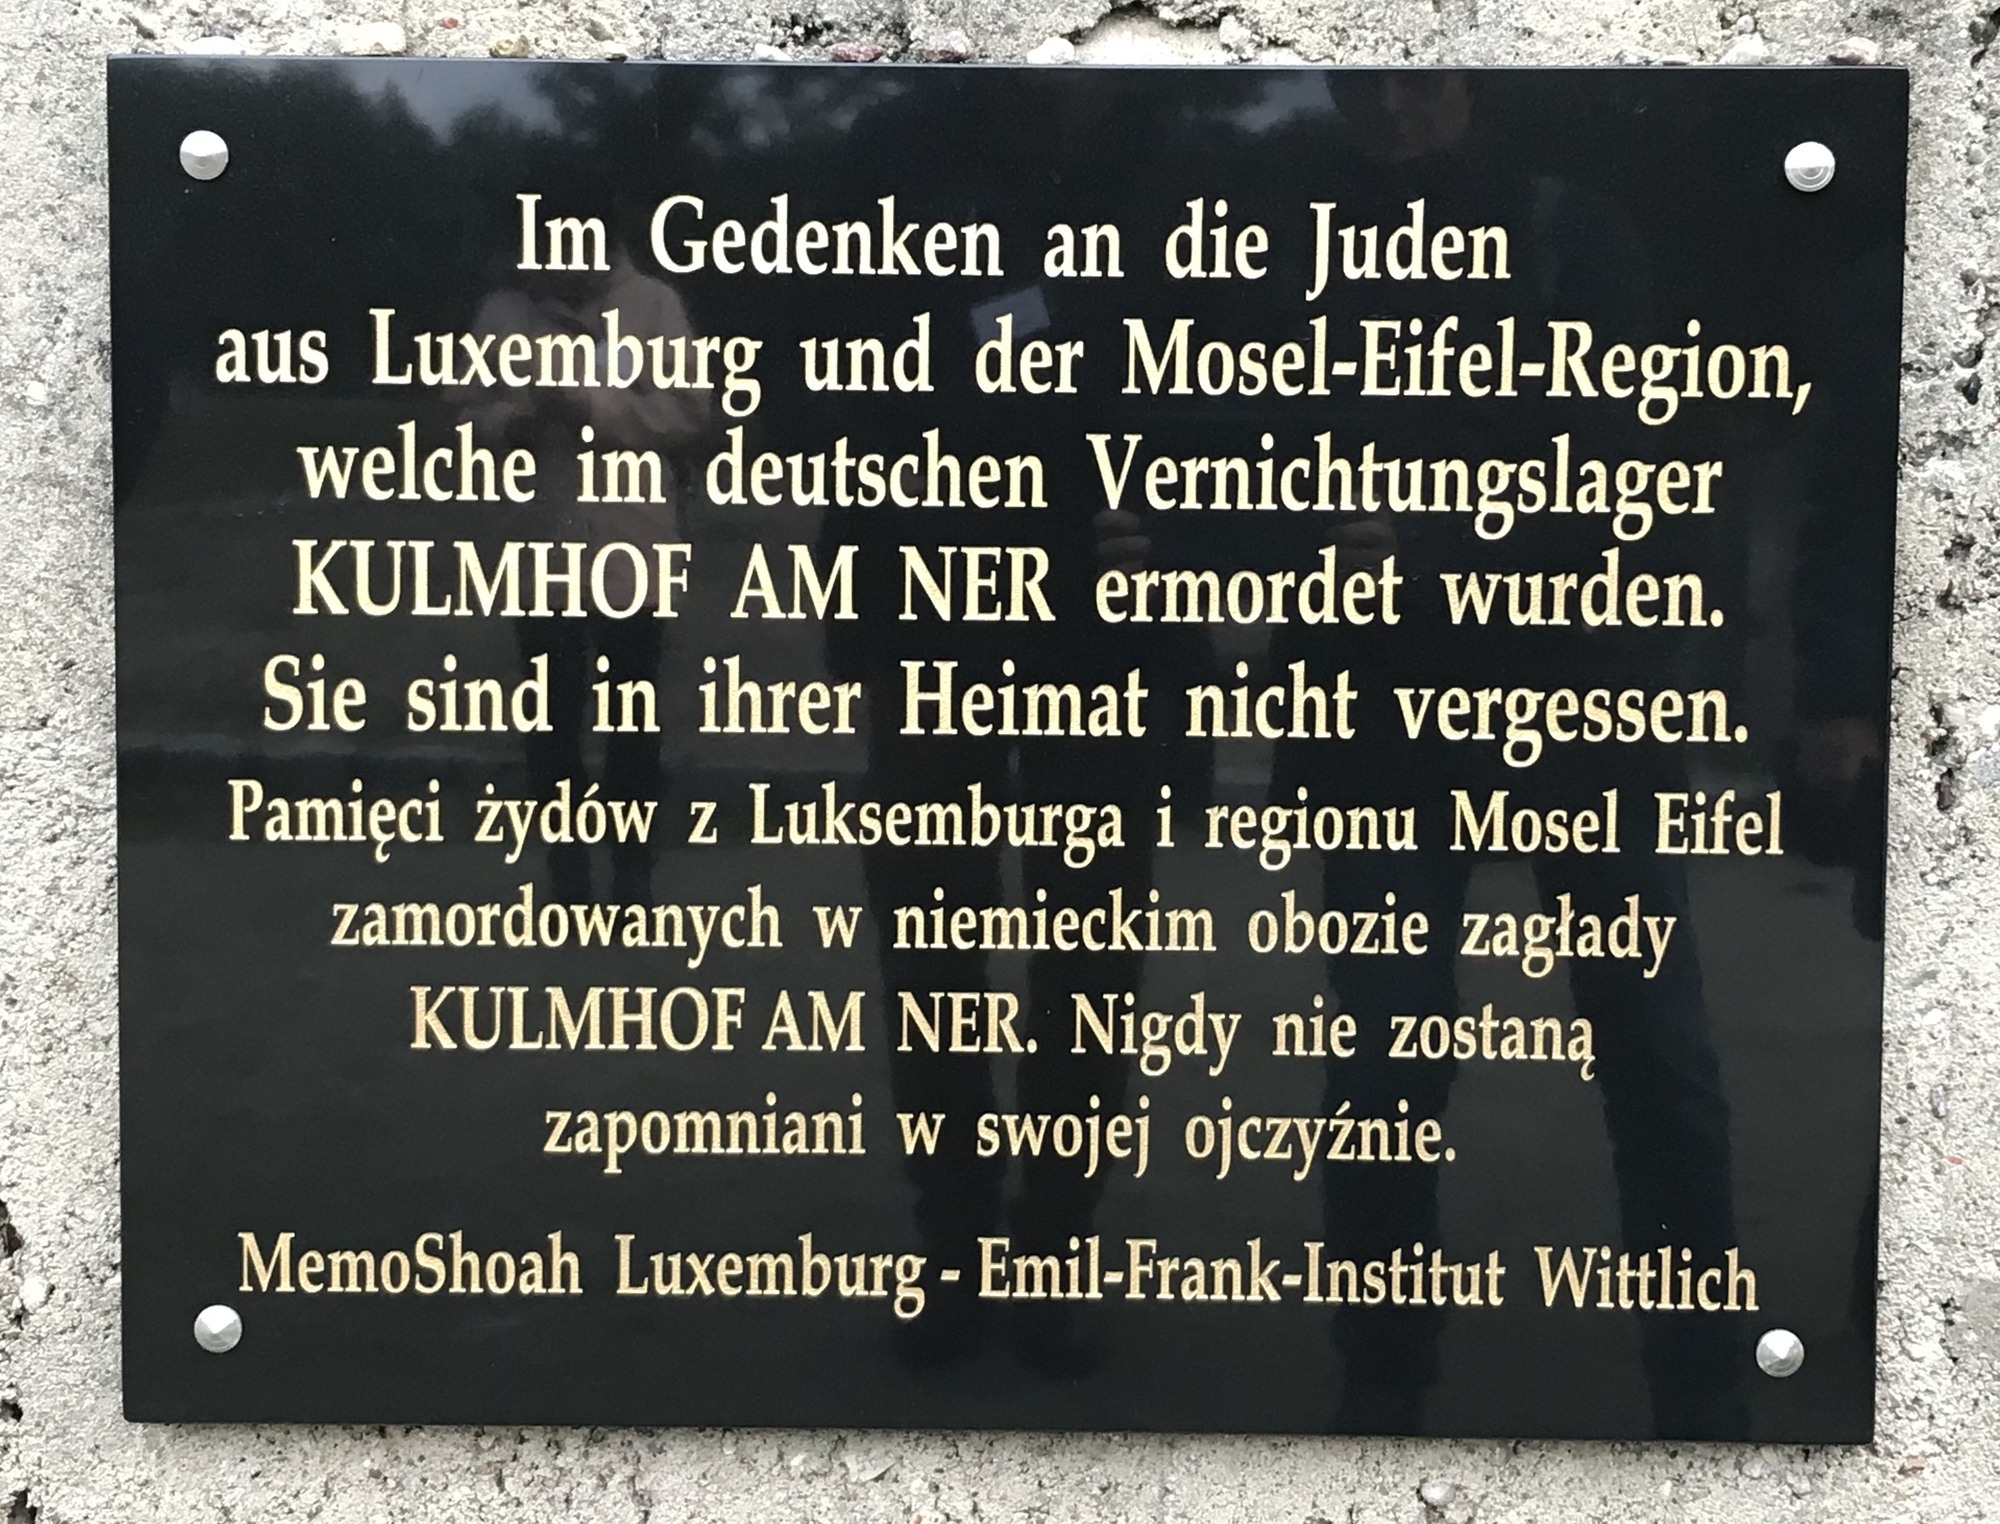 Im Gedenken an die Juden
aus Luxemburg und der Mosel-Eifel-Region,
welche im deutschen Vernichtungslager
KULMHOF AM NER ermordet wurden.
Sie sind in ihrer Heimat nicht vergessen.
Pamięci żydów z Luksemburga i regionu Mosel Eifel
zamordowanych w niemieckim obozie zagłady
KULMHOF AM NER. Nigdy nie zostaną
zapomniani w swojej ojczyźnie.
MemoShoah Luxemburg - Emil-Frank-Institut Wittlich